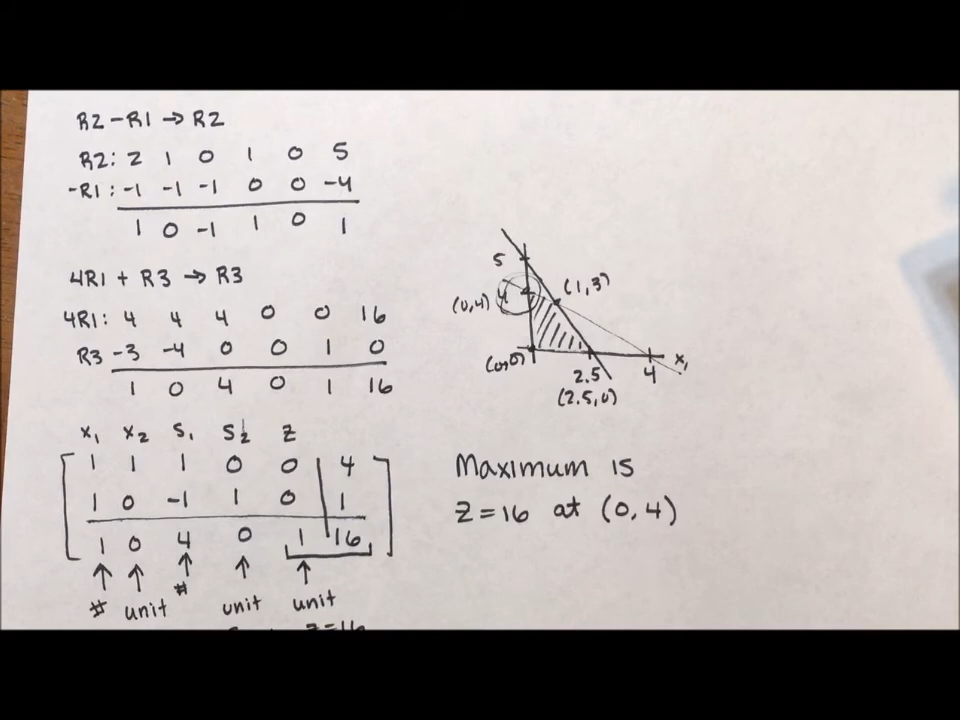 R2 - R1 → R2
R2: 2 1 0 1 0 5
-R1: -1 -1 -1 0 0 -4
1 0 -1 1 0 1
4R1 + R3 → R3
4R1: 4 4 4 0 0 16
R3 -3 -4 0 0 1 0
1 0 4 0 1 16
x₁ x₂ s₁ s₂ z
1 1 1 0 0 4
1 0 -1 1 0 1
1 0 4 0 1 16
# unit # unit unit
z=16
5
4
(1,3)
(0,4)
(0,0)
2.5
4
x₁
(2.5,0)
Maximum is
z=16 at (0,4)